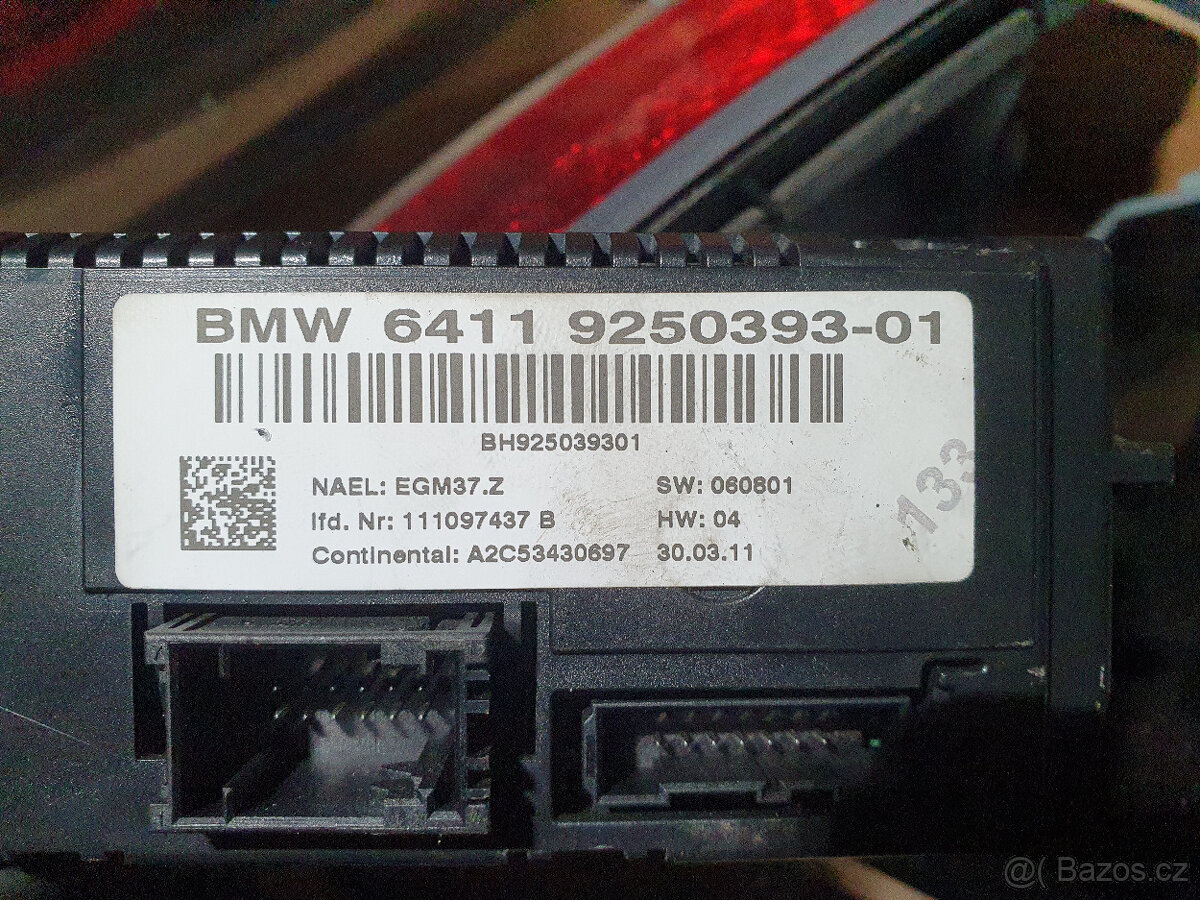 BMW 6411 9250393-01
BH925039301
NAEL: EGM37.Z SW: 060801
lfd. Nr: 111097437 B HW: 04
Continental: A2C53430697 30.03.11
133
@( Bazos.cz